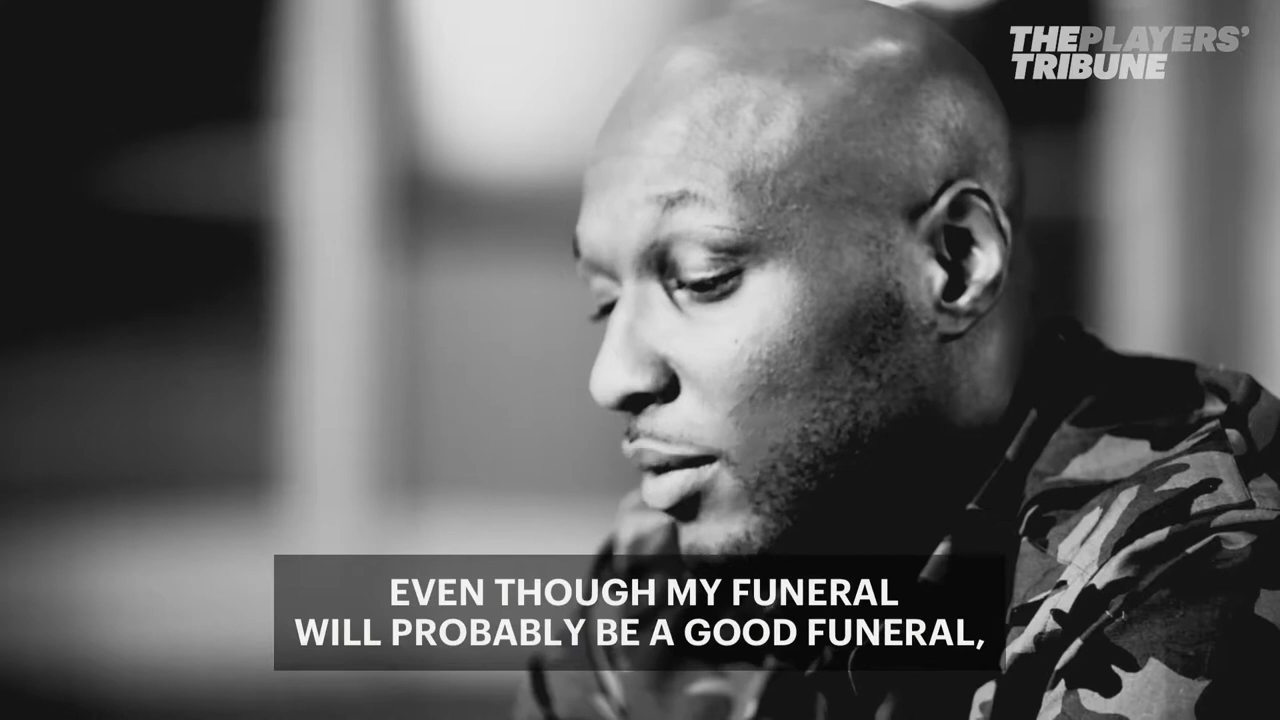 THEPLAYERS'
TRIBUNE
EVEN THOUGH MY FUNERAL
WILL PROBABLY BE A GOOD FUNERAL,